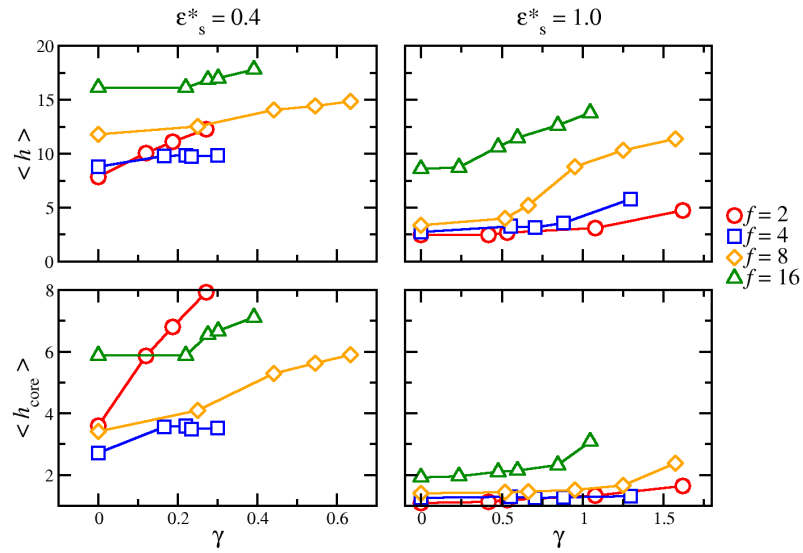 ε*s = 0.4
ε*s = 1.0
20
15
10
5
0
< h >
f = 2
f = 4
f = 8
f = 16
8
6
4
2
< hcore >
0 0.2 0.4 0.6
0 0.5 1 1.5
γ γ